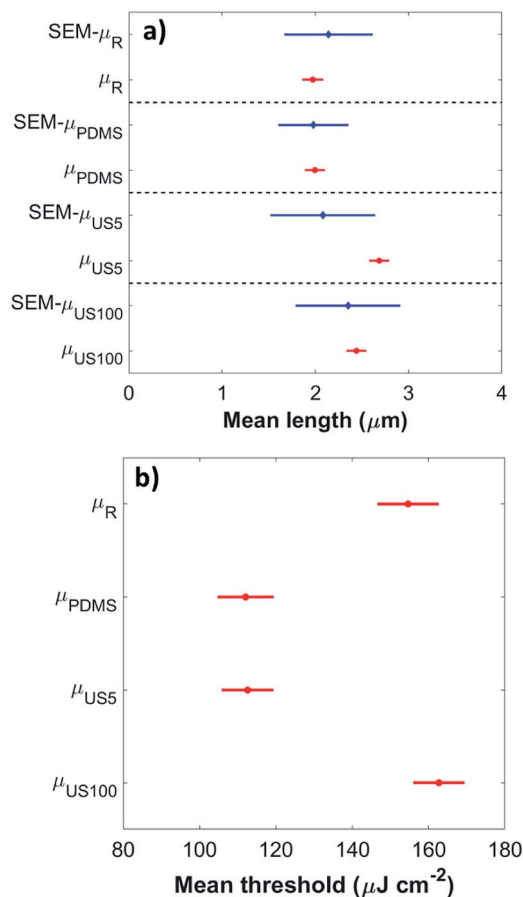 a)
SEM-μR
μR
SEM-μPDMS
μPDMS
SEM-μUS5
μUS5
SEM-μUS100
μUS100
0 1 2 3 4
Mean length (μm)
b)
μR
μPDMS
μUS5
μUS100
80 100 120 140 160 180
Mean threshold (μJ cm-2)